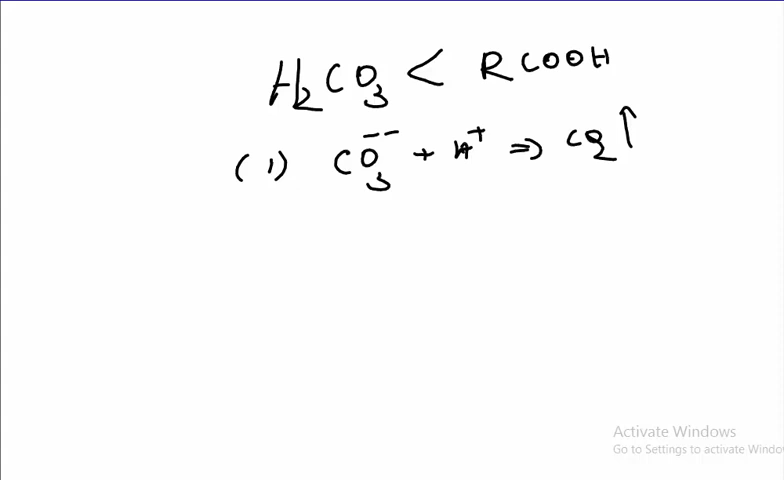 H₂CO₃ < RCOOH
(1) CO₃⁻⁻ + H⁺ ⇒ CO₂↑
Activate Windows
Go to Settings to activate Windo